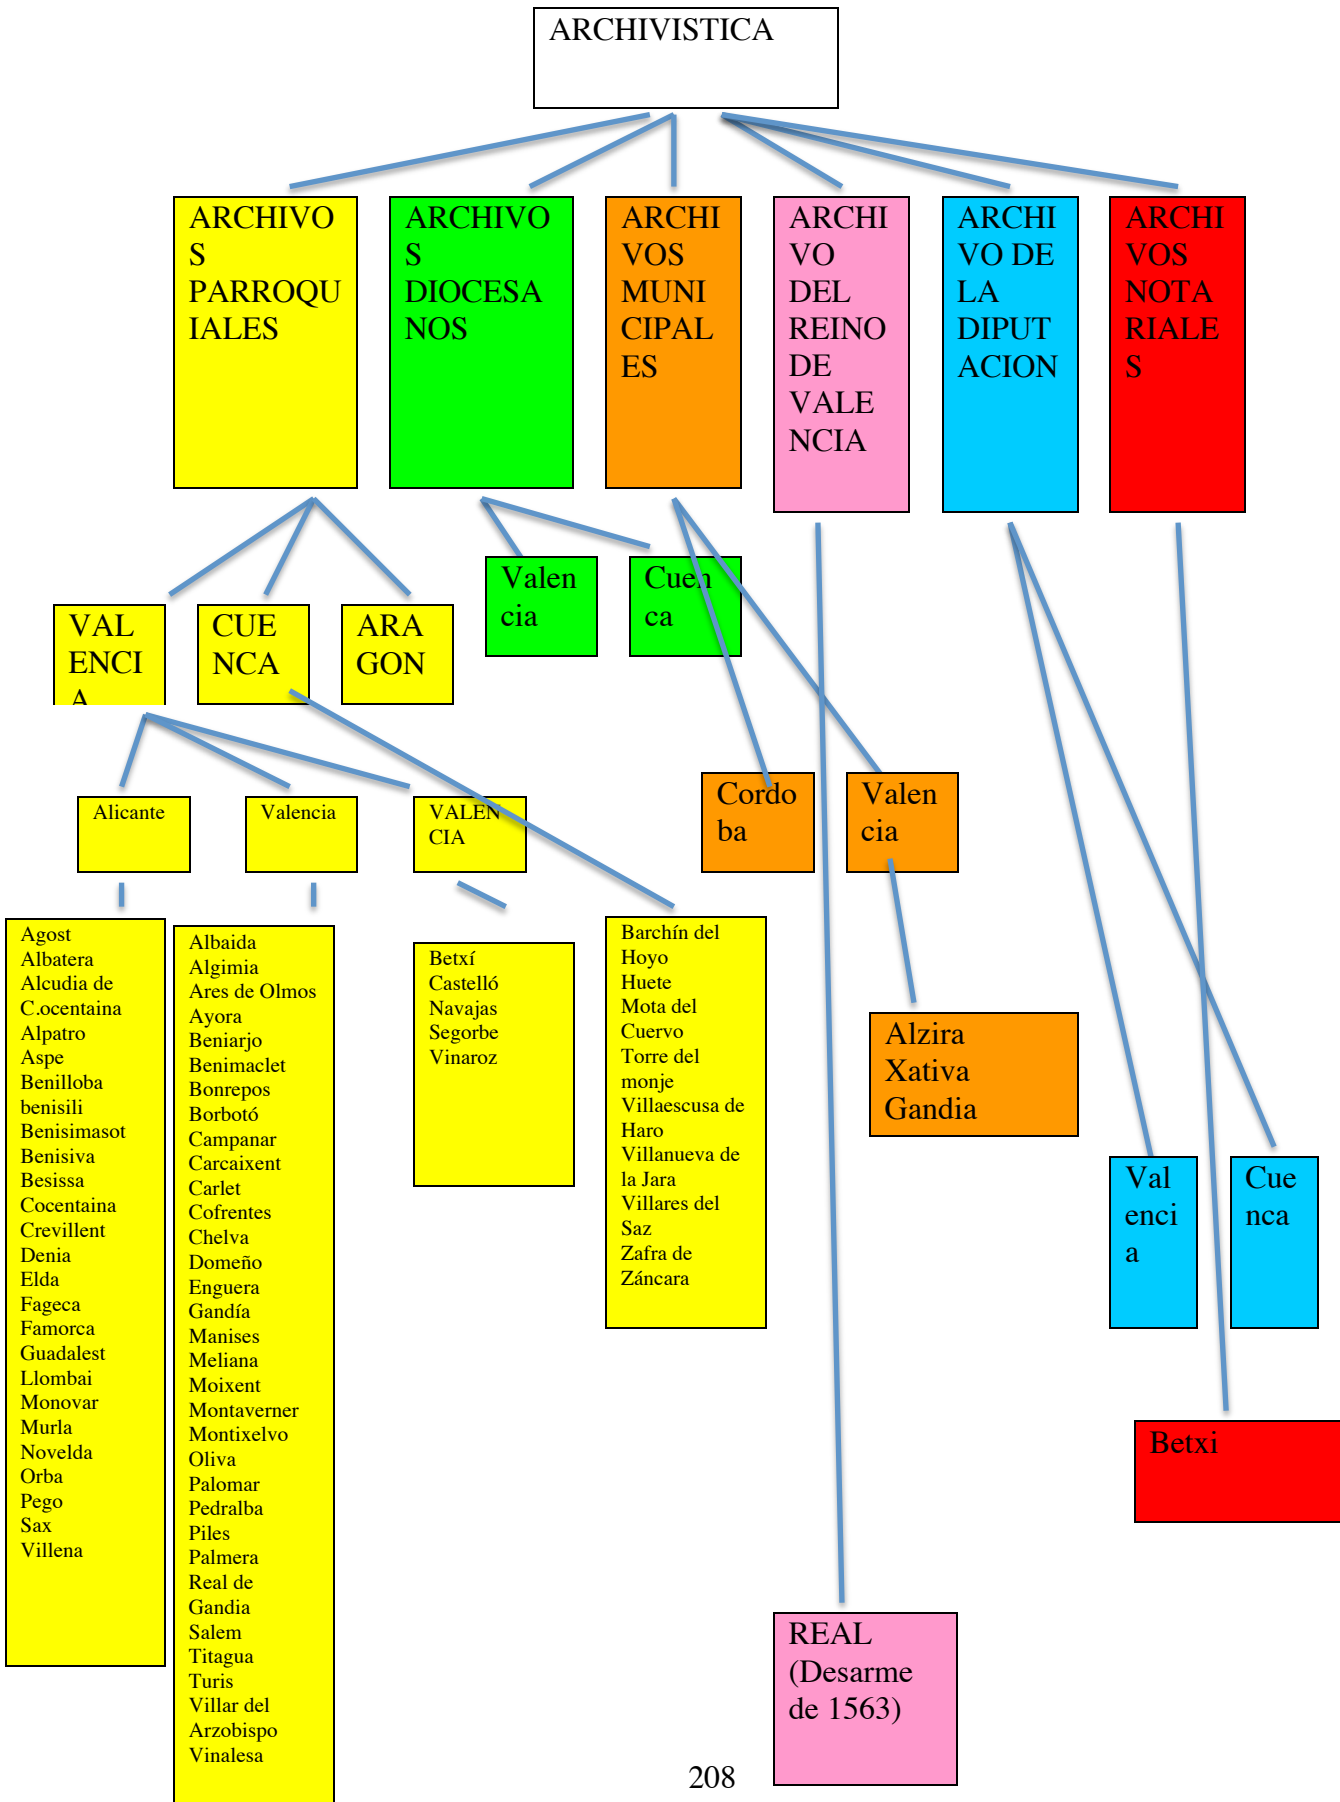 ARCHIVISTICA
ARCHIVO
S
PARROQU
IALES
ARCHIVO
S
DIOCESA
NOS
ARCHI
VOS
MUNI
CIPAL
ES
ARCHI
VO
DEL
REINO
DE
VALE
NCIA
ARCHI
VO DE
LA
DIPUT
ACION
ARCHI
VOS
NOTA
RIALE
S
VAL
ENCI
A
CUE
NCA
ARA
GON
Valen
cia
Cuen
ca
Alicante
Valencia
VALEN
CIA
Cordo
ba
Valen
cia
Agost
Albatera
Alcudia de
C.ocentaina
Alpatro
Aspe
Benilloba
benisili
Benisimasot
Benisiva
Besissa
Cocentaina
Crevillent
Denia
Elda
Fageca
Famorca
Guadalest
Llombai
Monovar
Murla
Novelda
Orba
Pego
Sax
Villena
Albaida
Algimia
Ares de Olmos
Ayora
Beniarjo
Benimaclet
Bonrepos
Borbotó
Campanar
Carcaixent
Carlet
Cofrentes
Chelva
Domeño
Enguera
Gandía
Manises
Meliana
Moixent
Montaverner
Montixelvo
Oliva
Palomar
Pedralba
Piles
Palmera
Real de
Gandia
Salem
Titagua
Turis
Villar del
Arzobispo
Vinalesa
Betxí
Castelló
Navajas
Segorbe
Vinaroz
Barchín del
Hoyo
Huete
Mota del
Cuervo
Torre del
monje
Villaescusa de
Haro
Villanueva de
la Jara
Villares del
Saz
Zafra de
Záncara
Alzira
Xativa
Gandia
Val
enci
a
Cue
nca
Betxi
REAL
(Desarme
de 1563)
208